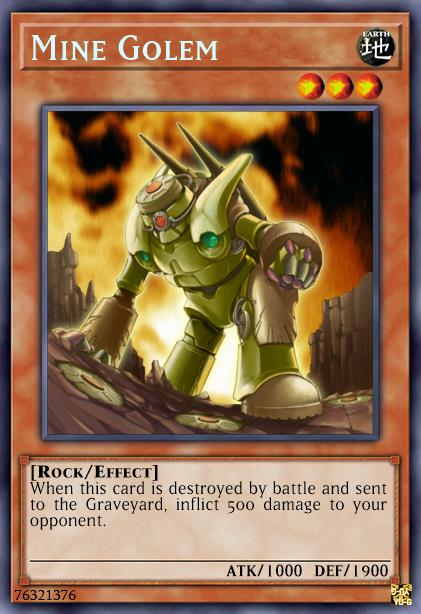 MINE GOLEM
EARTH
地
[ROCK/EFFECT]
When this card is destroyed by battle and sent
to the Graveyard, inflict 500 damage to your
opponent.
ATK/1000 DEF/1900
76321376